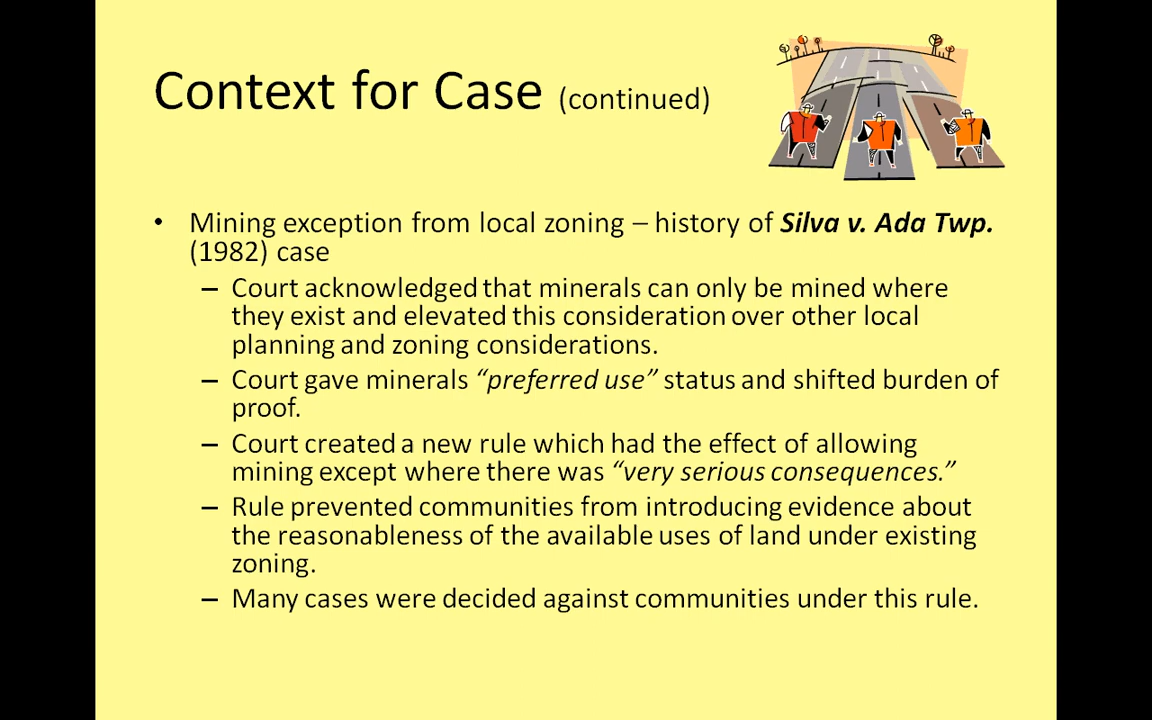 Context for Case (continued)
• Mining exception from local zoning – history of Silva v. Ada Twp.
(1982) case
– Court acknowledged that minerals can only be mined where
they exist and elevated this consideration over other local
planning and zoning considerations.
– Court gave minerals “preferred use” status and shifted burden of
proof.
– Court created a new rule which had the effect of allowing
mining except where there was “very serious consequences.”
– Rule prevented communities from introducing evidence about
the reasonableness of the available uses of land under existing
zoning.
– Many cases were decided against communities under this rule.